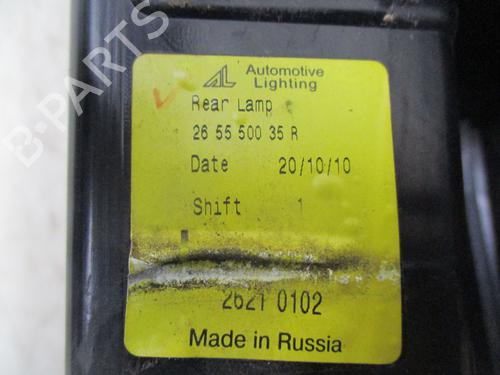 B-PARTS
AL Automotive
Lighting
Rear Lamp
26 55 500 35 R
Date 20/10/10
Shift 1
2621 0102
Made in Russia